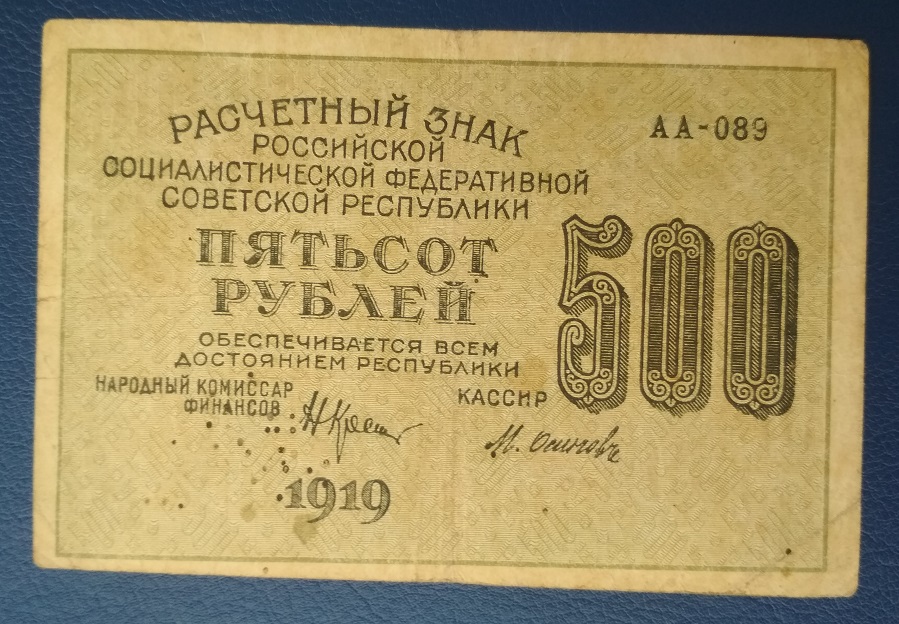 РАСЧЕТНЫЙ ЗНАК
АА-089
РОССИЙСКОЙ
СОЦИАЛИСТИЧЕСКОЙ ФЕДЕРАТИВНОЙ
СОВЕТСКОЙ РЕСПУБЛИКИ
ПЯТЬСОТ
РУБЛЕЙ
500
ОБЕСПЕЧИВАЕТСЯ ВСЕМ
ДОСТОЯНИЕМ РЕСПУБЛИКИ
НАРОДНЫЙ КОМИССАР
ФИНАНСОВ
КАССИР
М. Осиповъ
1919